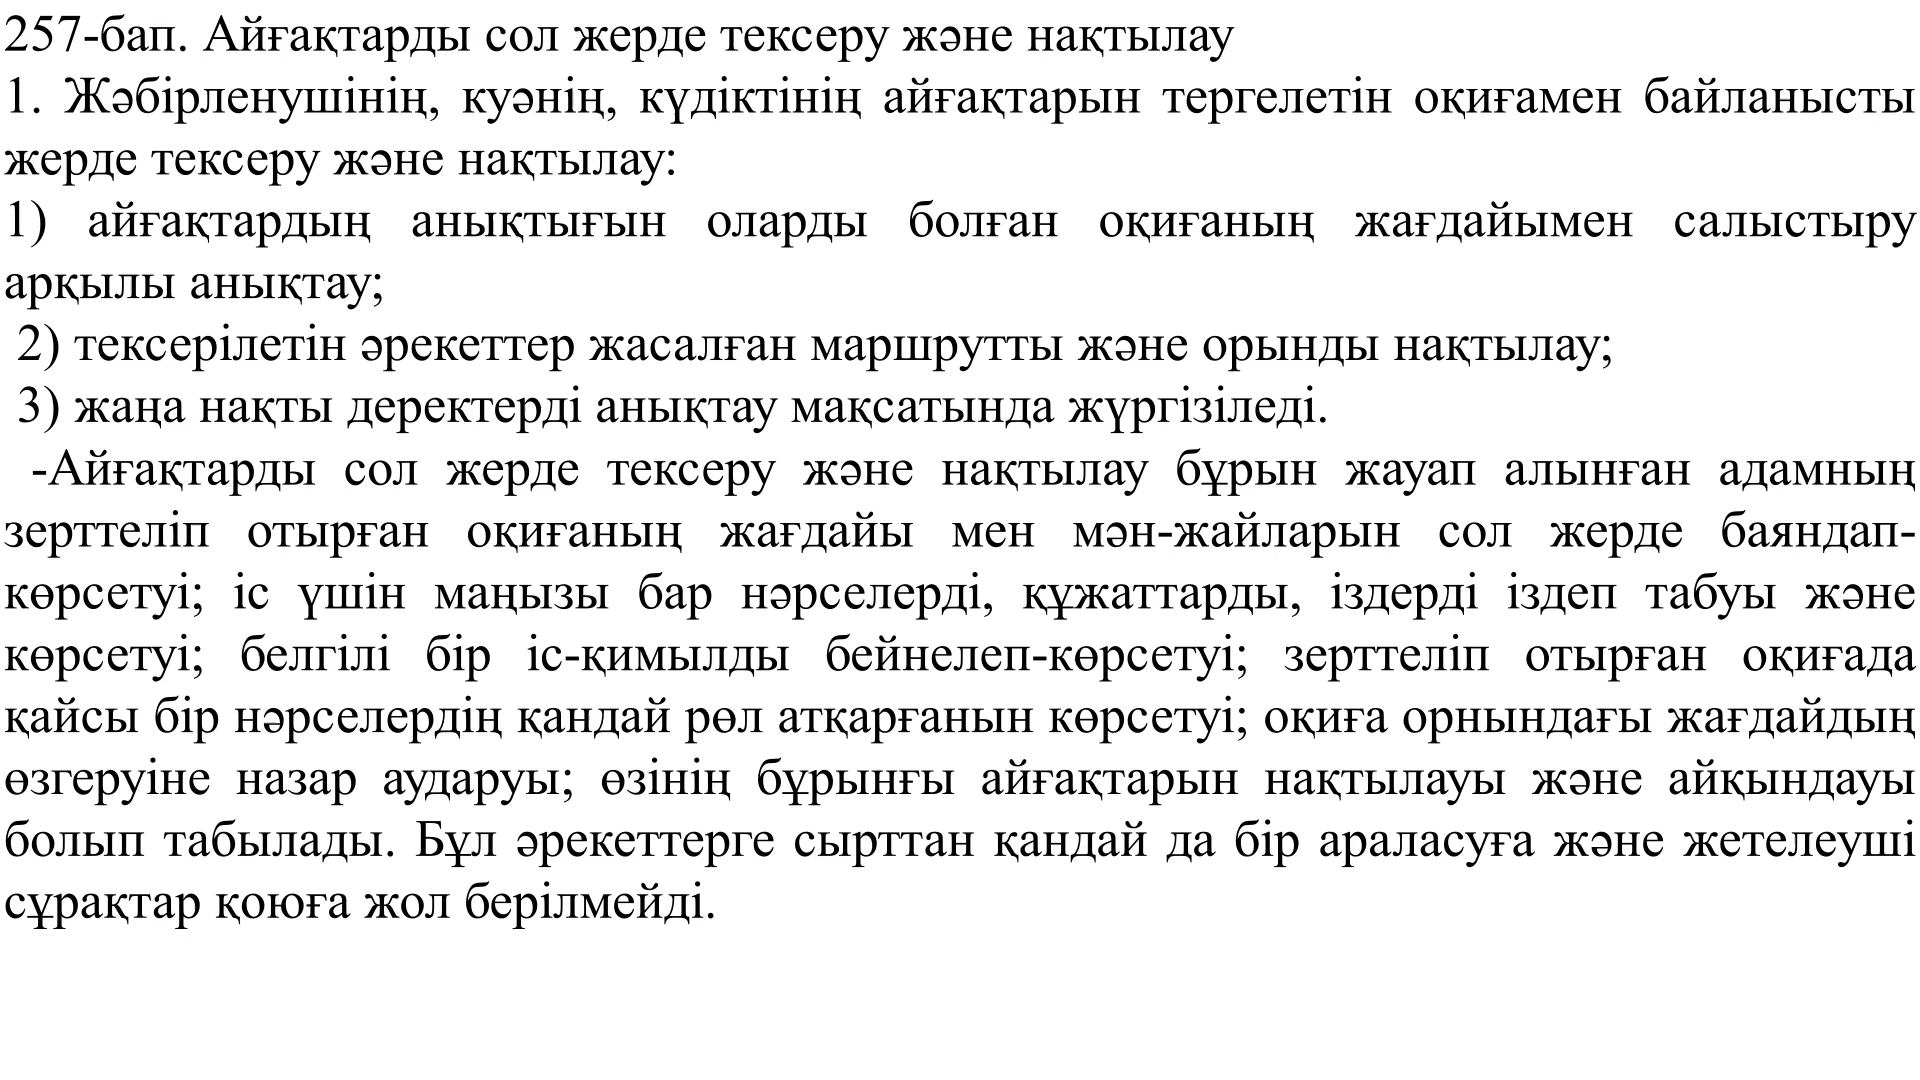 257-бап. Айғақтарды сол жерде тексеру және нақтылау
1. Жәбірленушінің, куәнің, күдіктінің айғақтарын тергелетін оқиғамен байланысты
жерде тексеру және нақтылау:
1) айғақтардың анықтығын оларды болған оқиғаның жағдайымен салыстыру
арқылы анықтау;
2) тексерілетін әрекеттер жасалған маршрутты және орынды нақтылау;
3) жаңа нақты деректерді анықтау мақсатында жүргізіледі.
-Айғақтарды сол жерде тексеру және нақтылау бұрын жауап алынған адамның
зерттеліп отырған оқиғаның жағдайы мен мән-жайларын сол жерде баяндап-
көрсетуі; іс үшін маңызы бар нәрселерді, құжаттарды, іздерді іздеп табуы және
көрсетуі; белгілі бір іс-қимылды бейнелеп-көрсетуі; зерттеліп отырған оқиғада
қайсы бір нәрселердің қандай рөл атқарғанын көрсетуі; оқиға орнындағы жағдайдың
өзгеруіне назар аударуы; өзінің бұрынғы айғақтарын нақтылауы және айқындауы
болып табылады. Бұл әрекеттерге сырттан қандай да бір араласуға және жетелеуші
сұрақтар қоюға жол берілмейді.